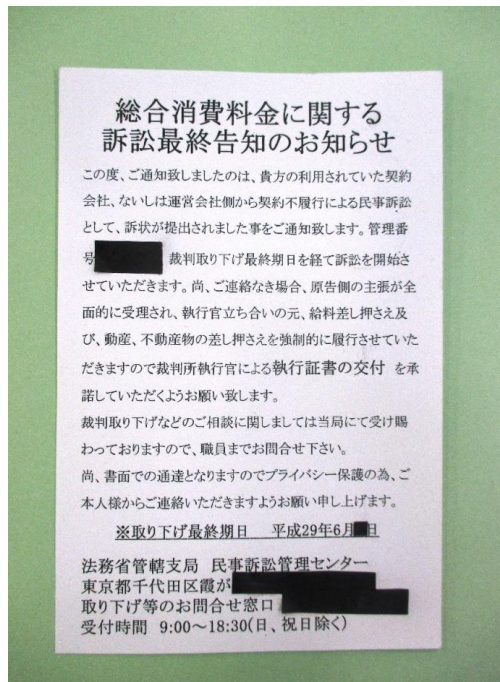 総合消費料金に関する
訴訟最終告知のお知らせ
この度、ご通知致しましたのは、貴方の利用されていた契約
会社、ないしは運営会社側から契約不履行による民事訴訟
として、訴状が提出されました事をご通知致します。管理番
号 裁判取り下げ最終期日を経て訴訟を開始さ
せていただきます。尚、ご連絡なき場合、原告側の主張が全
面的に受理され、執行官立ち合いの元、給料差し押さえ及
び、動産、不動産物の差し押さえを強制的に履行させていた
だきますので裁判所執行官による執行証書の交付 を承
諾していただくようお願い致します。
裁判取り下げなどのご相談に関しましては当局にて受け賜
わっておりますので、職員までお問合せ下さい。
尚、書面での通達となりますのでプライバシー保護の為、ご
本人様からご連絡いただきますようお願い申し上げます。
※取り下げ最終期日 平成29年6月 日
法務省管轄支局 民事訴訟管理センター
東京都千代田区霞が
取り下げ等のお問合せ窓口
受付時間 9:00～18:30(日、祝日除く)